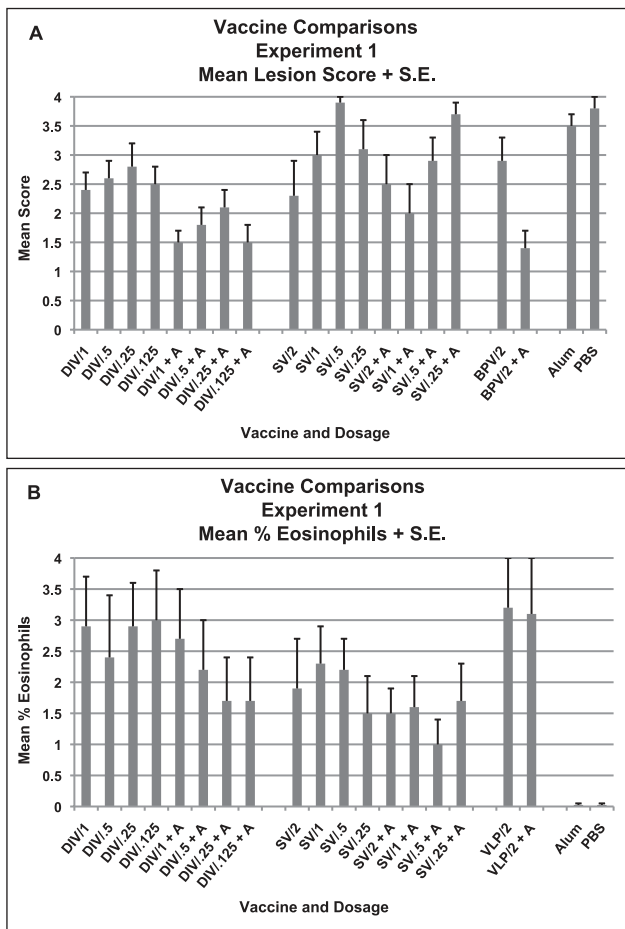 A
Vaccine Comparisons
Experiment 1
Mean Lesion Score + S.E.
4
3.5
3
2.5
2
1.5
1
0.5
0
Mean Score
DIV/1
DIV/.5
DIV/.25
DIV/.125
DIV/1 + A
DIV/.5 + A
DIV/.25 + A
DIV/.125 + A
SV/2
SV/1
SV/.5
SV/.25
SV/2 + A
SV/1 + A
SV/.5 + A
SV/.25 + A
BPV/2
BPV/2 + A
Alum
PBS
Vaccine and Dosage
B
Vaccine Comparisons
Experiment 1
Mean % Eosinophils + S.E.
4
3.5
3
2.5
2
1.5
1
0.5
0
Mean % Eosinophils
DIV/1
DIV/.5
DIV/.25
DIV/.125
DIV/1 + A
DIV/.5 + A
DIV/.25 + A
DIV/.125 + A
SV/2
SV/1
SV/.5
SV/.25
SV/2 + A
SV/1 + A
SV/.5 + A
SV/.25 + A
VLP/2
VLP/2 + A
Alum
PBS
Vaccine and Dosage